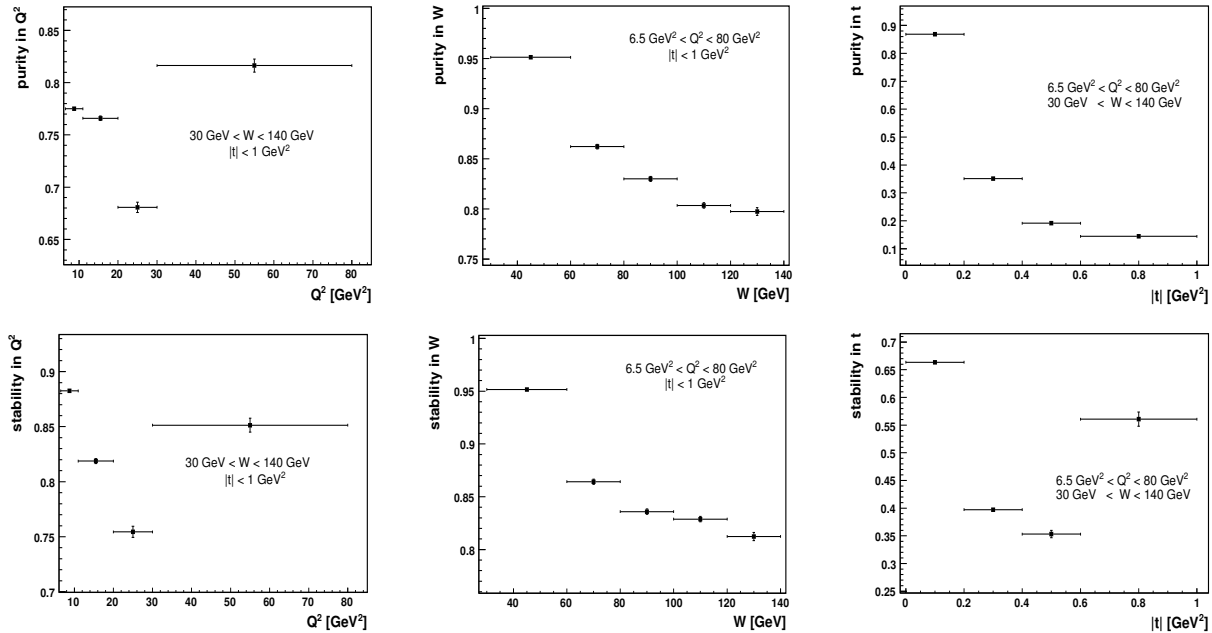 purity in Q²
0.85
0.8
0.75
0.7
0.65
30 GeV < W < 140 GeV
|t| < 1 GeV²
10 20 30 40 50 60 70 80
Q² [GeV²]
purity in W
1
0.95
0.9
0.85
0.8
0.75
6.5 GeV² < Q² < 80 GeV²
|t| < 1 GeV²
40 60 80 100 120 140
W [GeV]
purity in t
0.9
0.8
0.7
0.6
0.5
0.4
0.3
0.2
0.1
6.5 GeV² < Q² < 80 GeV²
30 GeV < W < 140 GeV
0 0.2 0.4 0.6 0.8 1
|t| [GeV²]
stability in Q²
0.9
0.85
0.8
0.75
0.7
30 GeV < W < 140 GeV
|t| < 1 GeV²
10 20 30 40 50 60 70 80
Q² [GeV²]
stability in W
1
0.95
0.9
0.85
0.8
6.5 GeV² < Q² < 80 GeV²
|t| < 1 GeV²
40 60 80 100 120 140
W [GeV]
stability in t
0.7
0.65
0.6
0.55
0.5
0.45
0.4
0.35
0.3
0.25
6.5 GeV² < Q² < 80 GeV²
30 GeV < W < 140 GeV
0 0.2 0.4 0.6 0.8 1
|t| [GeV²]